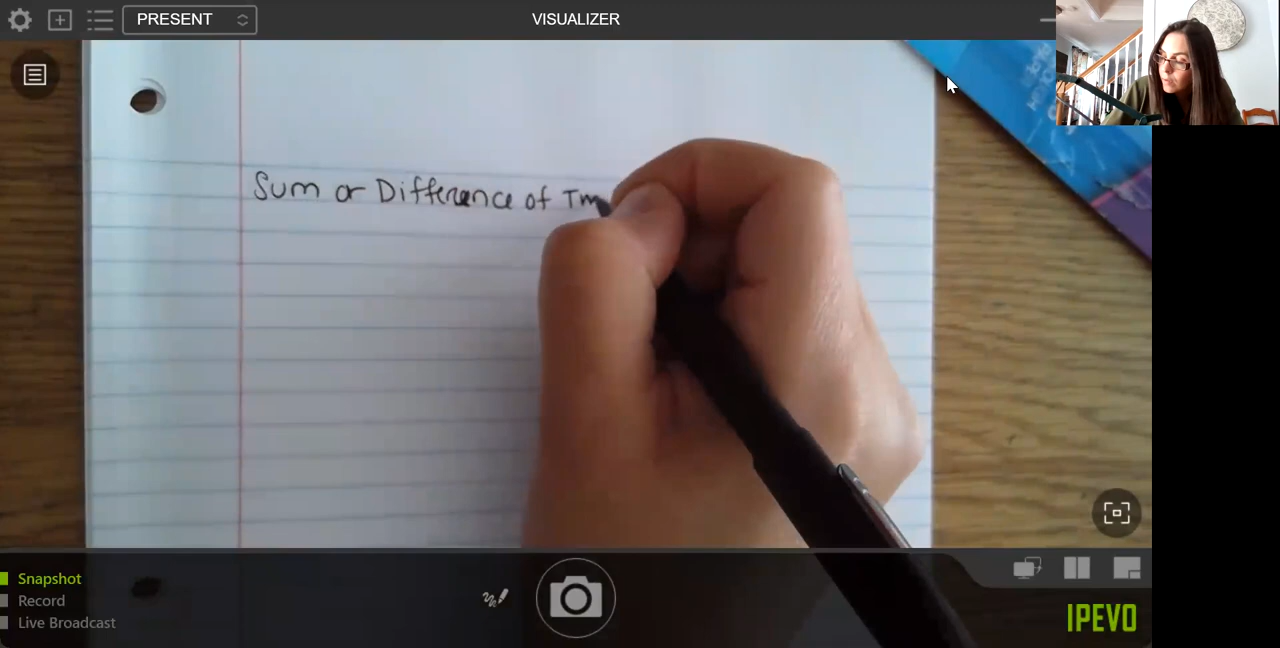 PRESENT
VISUALIZER
Sum or Difference of
Snapshot
Record
Live Broadcast
IPEVO